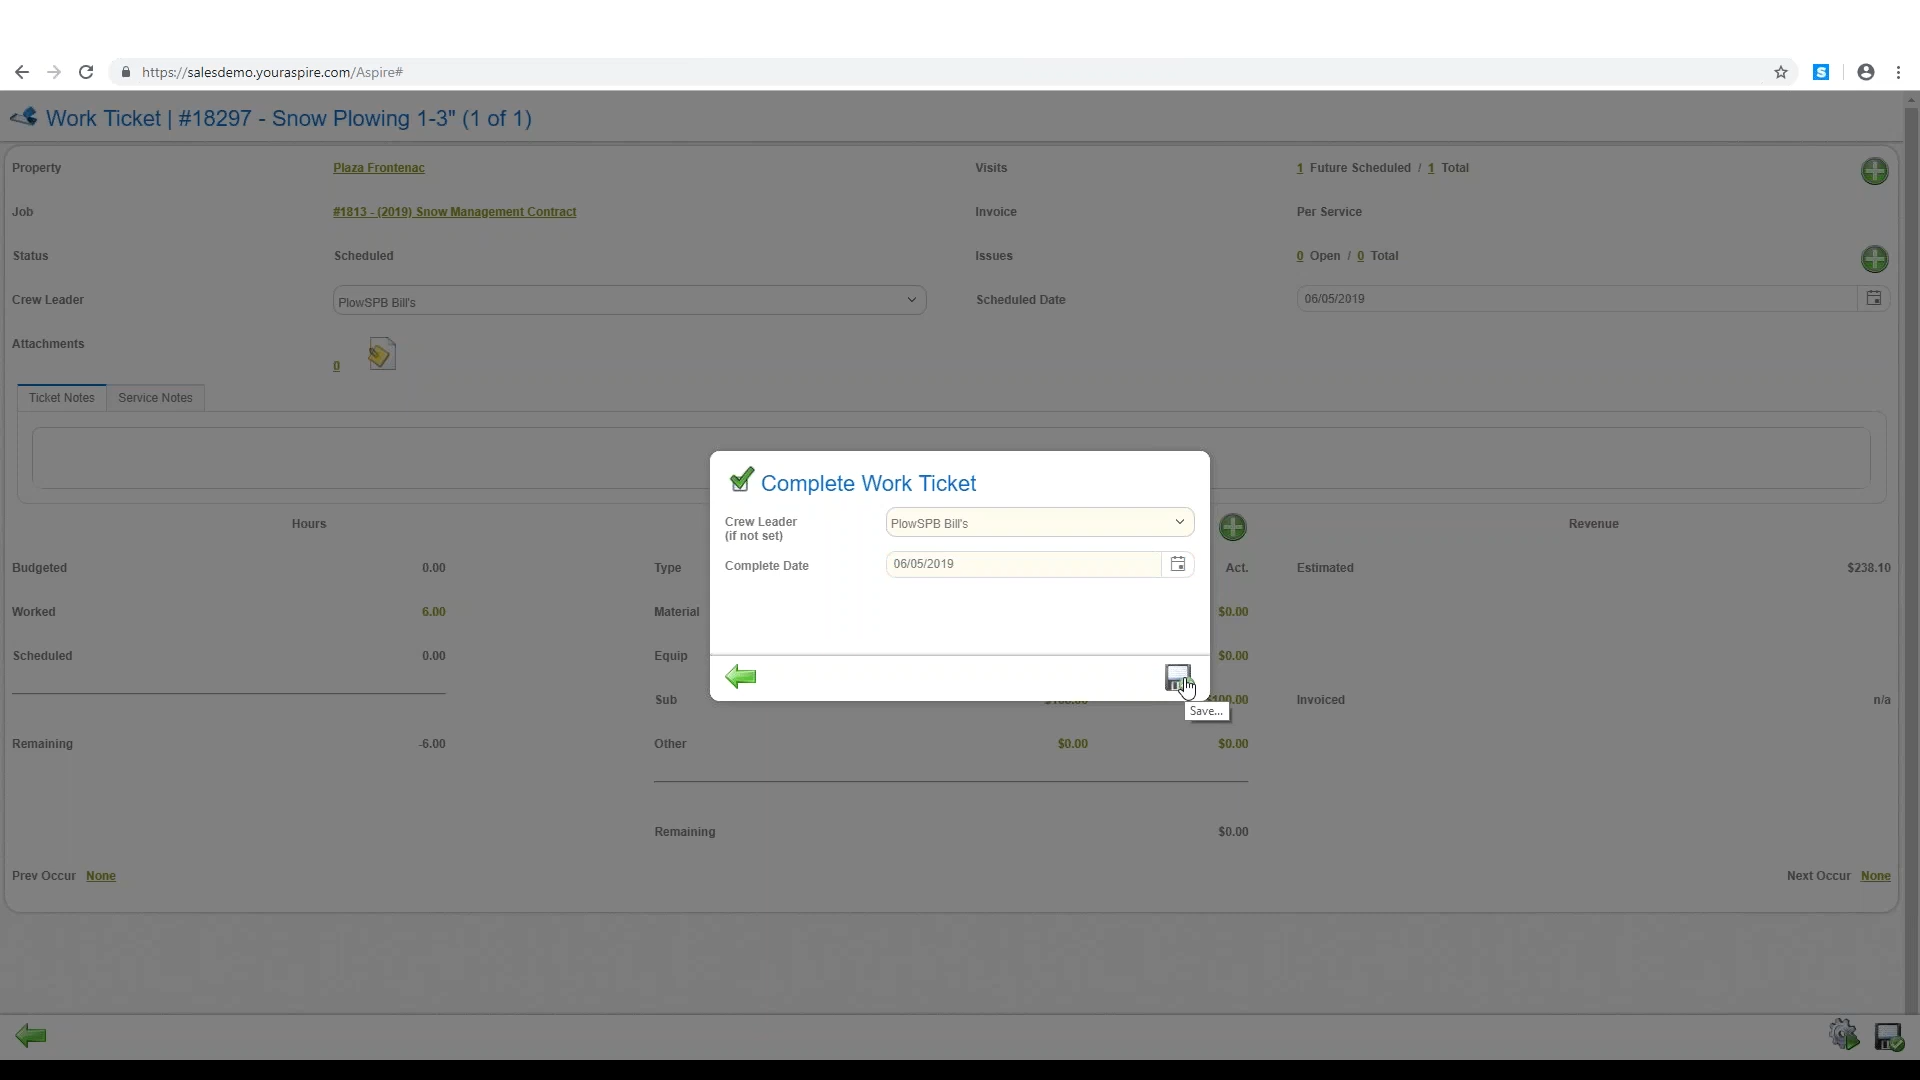 https://salesdemo.youraspire.com/Aspire#
Work Ticket | #18297 - Snow Plowing 1-3" (1 of 1)
Property Plaza Frontenac Visits 1 Future Scheduled / 1 Total
Job #1813 - (2019) Snow Management Contract Invoice Per Service
Status Scheduled Issues 0 Open / 0 Total
Crew Leader PlowSPB Bill's Scheduled Date 06/05/2019
Attachments 0
Ticket Notes Service Notes
Complete Work Ticket
Crew Leader
(if not set) PlowSPB Bill's
Complete Date 06/05/2019
Save...
Hours Revenue
Budgeted 0.00 Type Act. Estimated $238.10
Worked 6.00 Material $0.00
Scheduled 0.00 Equip $0.00
Sub $100.00 Invoiced n/a
Remaining -6.00 Other $0.00 $0.00
Remaining $0.00
Prev Occur None Next Occur None